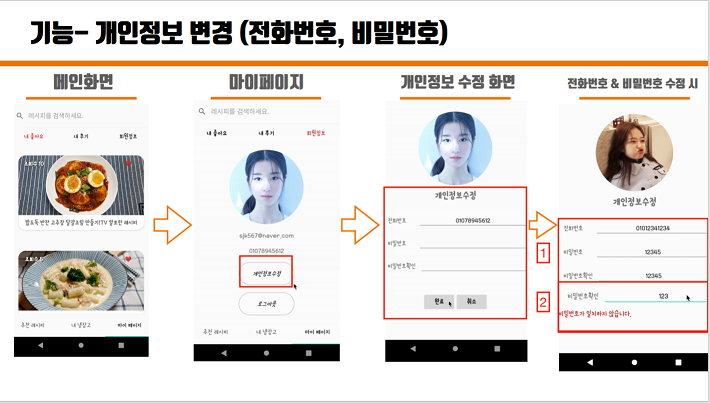 기능- 개인정보 변경 (전화번호, 비밀번호)
메인화면
레시피를 검색하세요.
내 좋아요
내 후기
회원정보
조회수 10
밥도둑 반찬 고추장 달걀조림 만들기!TV 알토란 레시피
조회수 5
추천 레시피
내 냉장고
마이 페이지
마이페이지
레시피를 검색하세요.
내 좋아요
내 후기
회원정보
sjk567@naver.com
01078945612
개인정보수정
로그아웃
추천 레시피
내 냉장고
마이 페이지
개인정보 수정 화면
개인정보수정
전화번호
01078945612
비밀번호
비밀번호확인
완료
취소
전화번호 & 비밀번호 수정 시
개인정보수정
1
전화번호
01012341234
비밀번호
12345
비밀번호확인
12345
2
비밀번호확인
123
비밀번호가 일치하지 않습니다.